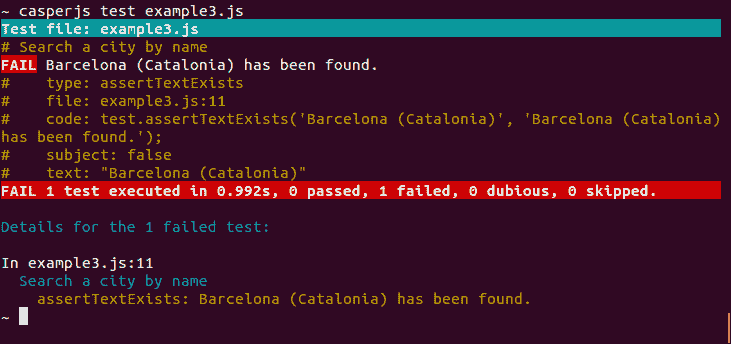 ~ casperjs test example3.js
Test file: example3.js
# Search a city by name
FAIL Barcelona (Catalonia) has been found.
#    type: assertTextExists
#    file: example3.js:11
#    code: test.assertTextExists('Barcelona (Catalonia)', 'Barcelona (Catalonia)
has been found.');
#    subject: false
#    text: "Barcelona (Catalonia)"
FAIL 1 test executed in 0.992s, 0 passed, 1 failed, 0 dubious, 0 skipped.
Details for the 1 failed test:
In example3.js:11
  Search a city by name
    assertTextExists: Barcelona (Catalonia) has been found.
~